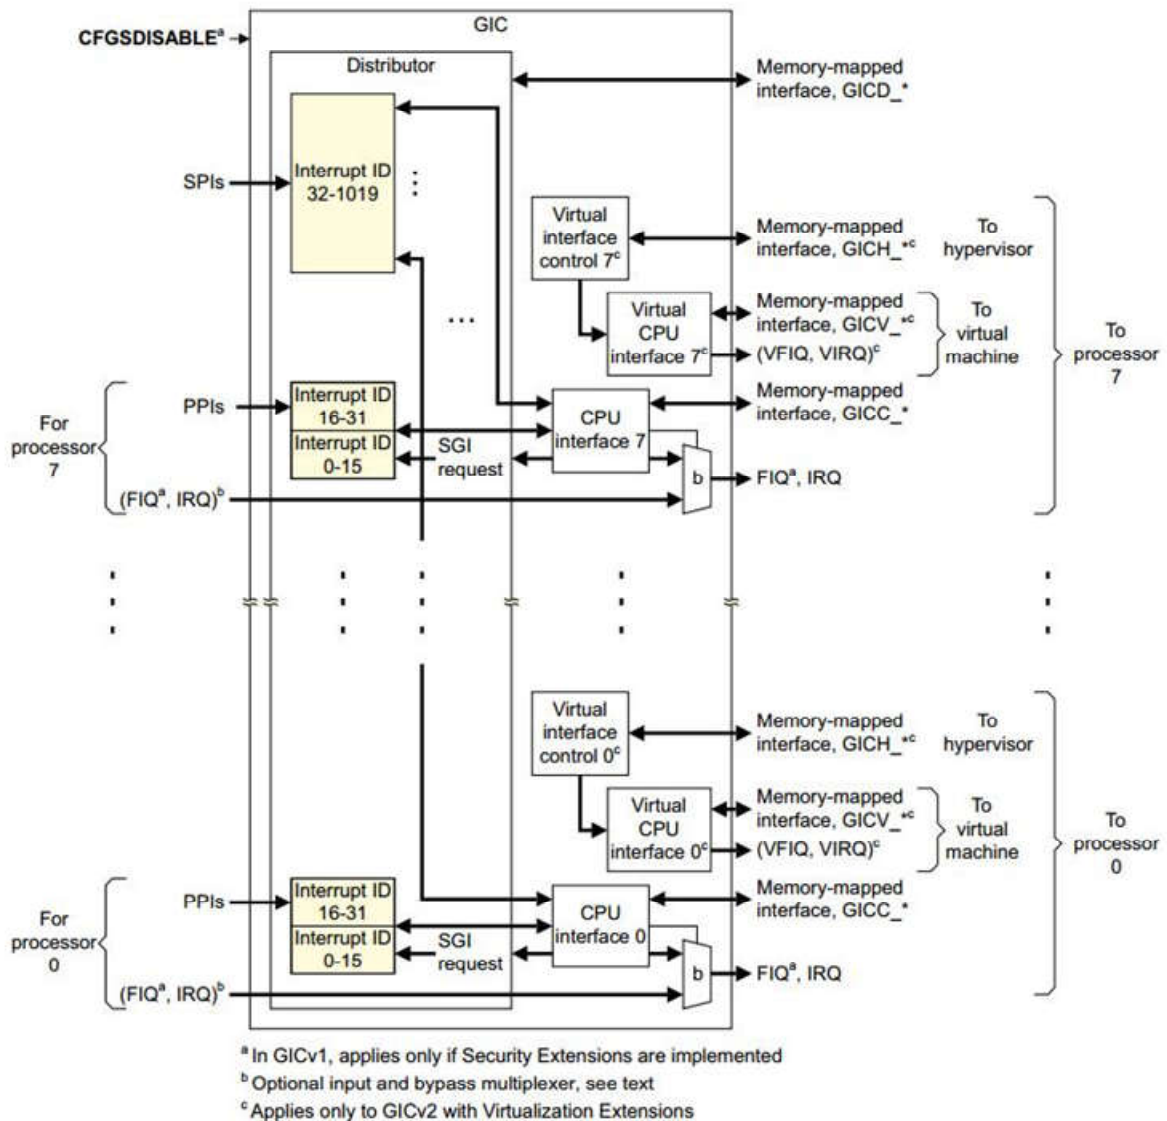 GIC
CFGSDISABLEᵃ
Distributor
Memory-mapped
interface, GICD_*
SPIs
Interrupt ID
32-1019
Virtual
interface
control 7ᶜ
Memory-mapped
interface, GICH_*ᶜ
To
hypervisor
Virtual
CPU
interface 7ᶜ
Memory-mapped
interface, GICV_*ᶜ
(VFIQ, VIRQ)ᶜ
To
virtual
machine
To
processor
7
For
processor
7
PPIs
Interrupt ID
16-31
Interrupt ID
0-15
SGI
request
CPU
interface 7
Memory-mapped
interface, GICC_*
b
FIQᵃ, IRQ
(FIQᵃ, IRQ)ᵇ
Virtual
interface
control 0ᶜ
Memory-mapped
interface, GICH_*ᶜ
To
hypervisor
Virtual
CPU
interface 0ᶜ
Memory-mapped
interface, GICV_*ᶜ
(VFIQ, VIRQ)ᶜ
To
virtual
machine
To
processor
0
For
processor
0
PPIs
Interrupt ID
16-31
Interrupt ID
0-15
SGI
request
CPU
interface 0
Memory-mapped
interface, GICC_*
b
FIQᵃ, IRQ
(FIQᵃ, IRQ)ᵇ
ᵃ In GICv1, applies only if Security Extensions are implemented
ᵇ Optional input and bypass multiplexer, see text
ᶜ Applies only to GICv2 with Virtualization Extensions